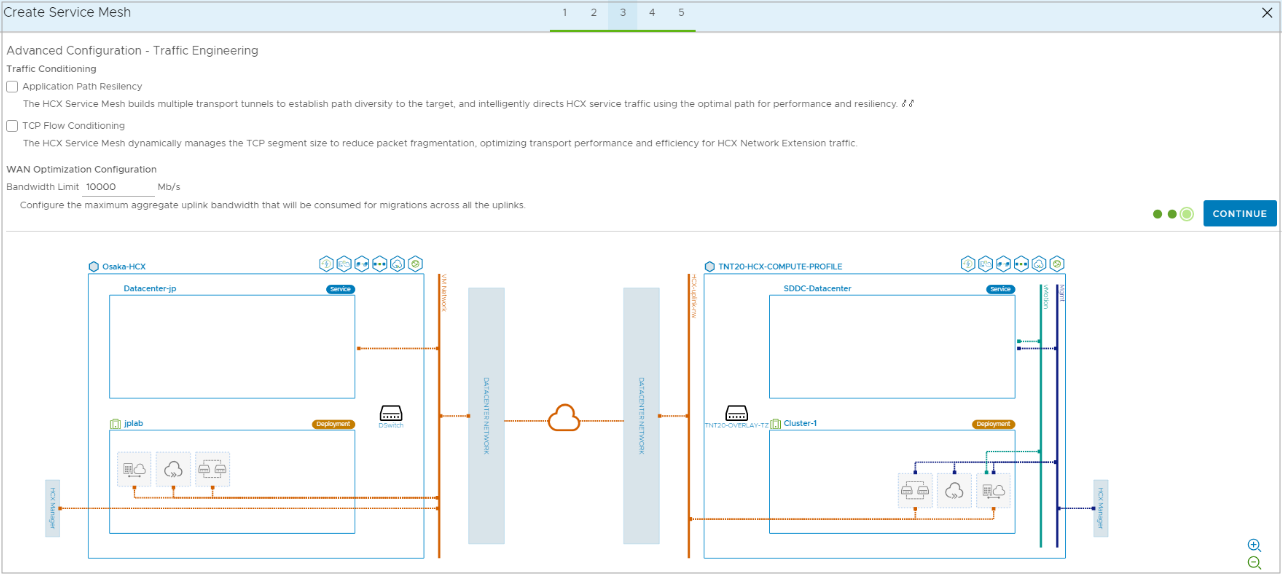 Create Service Mesh
1 2 3 4 5
Advanced Configuration - Traffic Engineering
Traffic Conditioning
Application Path Resilency
The HCX Service Mesh builds multiple transport tunnels to establish path diversity to the target, and intelligently directs HCX service traffic using the optimal path for performance and resiliency.
TCP Flow Conditioning
The HCX Service Mesh dynamically manages the TCP segment size to reduce packet fragmentation, optimizing transport performance and efficiency for HCX Network Extension traffic.
WAN Optimization Configuration
Bandwidth Limit 10000 Mb/s
Configure the maximum aggregate uplink bandwidth that will be consumed for migrations across all the uplinks.
CONTINUE
Osaka-HCX
Datacenter-jp
Service
VM Network
DSwitch
jplab
Deployment
HCX Manager
DATACENTER NETWORK
DATACENTER NETWORK
HCX-uplink-nw
TNT20-HCX-COMPUTE-PROFILE
SDDC-Datacenter
Service
vMotion
Mgmt
TNT20-OVERLAY-TZ
Cluster-1
Deployment
HCX Manager